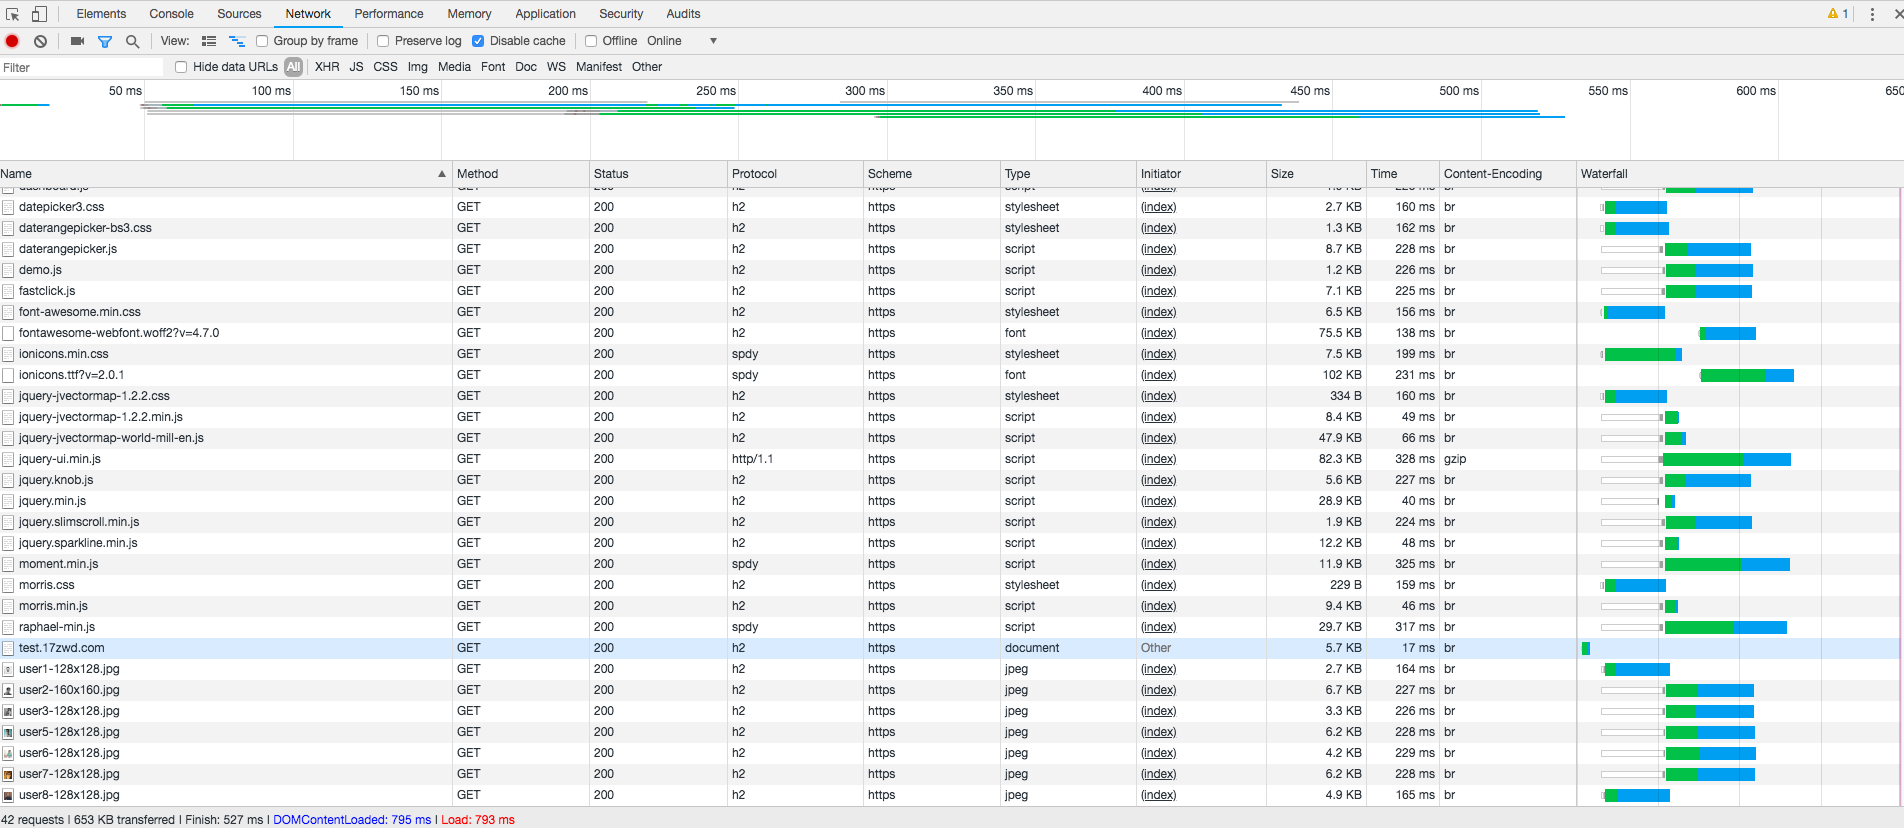 Elements Console Sources Network Performance Memory Application Security Audits 1
View: Group by frame Preserve log Disable cache Offline Online
Filter Hide data URLs All XHR JS CSS Img Media Font Doc WS Manifest Other
50 ms 100 ms 150 ms 200 ms 250 ms 300 ms 350 ms 400 ms 450 ms 500 ms 550 ms 600 ms 650
Name Method Status Protocol Scheme Type Initiator Size Time Content-Encoding Waterfall
dashboard.js GET 200 h2 https script (index) br
datepicker3.css GET 200 h2 https stylesheet (index) 2.7 KB 160 ms br
daterangepicker-bs3.css GET 200 h2 https stylesheet (index) 1.3 KB 162 ms br
daterangepicker.js GET 200 h2 https script (index) 8.7 KB 228 ms br
demo.js GET 200 h2 https script (index) 1.2 KB 226 ms br
fastclick.js GET 200 h2 https script (index) 7.1 KB 225 ms br
font-awesome.min.css GET 200 h2 https stylesheet (index) 6.5 KB 156 ms br
fontawesome-webfont.woff2?v=4.7.0 GET 200 h2 https font (index) 75.5 KB 138 ms br
ionicons.min.css GET 200 spdy https stylesheet (index) 7.5 KB 199 ms br
ionicons.ttf?v=2.0.1 GET 200 spdy https font (index) 102 KB 231 ms br
jquery-jvectormap-1.2.2.css GET 200 h2 https stylesheet (index) 334 B 160 ms br
jquery-jvectormap-1.2.2.min.js GET 200 h2 https script (index) 8.4 KB 49 ms br
jquery-jvectormap-world-mill-en.js GET 200 h2 https script (index) 47.9 KB 66 ms br
jquery-ui.min.js GET 200 http/1.1 https script (index) 82.3 KB 328 ms gzip
jquery.knob.js GET 200 h2 https script (index) 5.6 KB 227 ms br
jquery.min.js GET 200 h2 https script (index) 28.9 KB 40 ms br
jquery.slimscroll.min.js GET 200 h2 https script (index) 1.9 KB 224 ms br
jquery.sparkline.min.js GET 200 h2 https script (index) 12.2 KB 48 ms br
moment.min.js GET 200 spdy https script (index) 11.9 KB 325 ms br
morris.css GET 200 h2 https stylesheet (index) 229 B 159 ms br
morris.min.js GET 200 h2 https script (index) 9.4 KB 46 ms br
raphael-min.js GET 200 spdy https script (index) 29.7 KB 317 ms br
test.17zwd.com GET 200 h2 https document Other 5.7 KB 17 ms br
user1-128x128.jpg GET 200 h2 https jpeg (index) 2.7 KB 164 ms br
user2-160x160.jpg GET 200 h2 https jpeg (index) 6.7 KB 227 ms br
user3-128x128.jpg GET 200 h2 https jpeg (index) 3.3 KB 226 ms br
user5-128x128.jpg GET 200 h2 https jpeg (index) 6.2 KB 228 ms br
user6-128x128.jpg GET 200 h2 https jpeg (index) 4.2 KB 229 ms br
user7-128x128.jpg GET 200 h2 https jpeg (index) 6.2 KB 228 ms br
user8-128x128.jpg GET 200 h2 https jpeg (index) 4.9 KB 165 ms br
42 requests | 653 KB transferred | Finish: 527 ms | DOMContentLoaded: 795 ms | Load: 793 ms